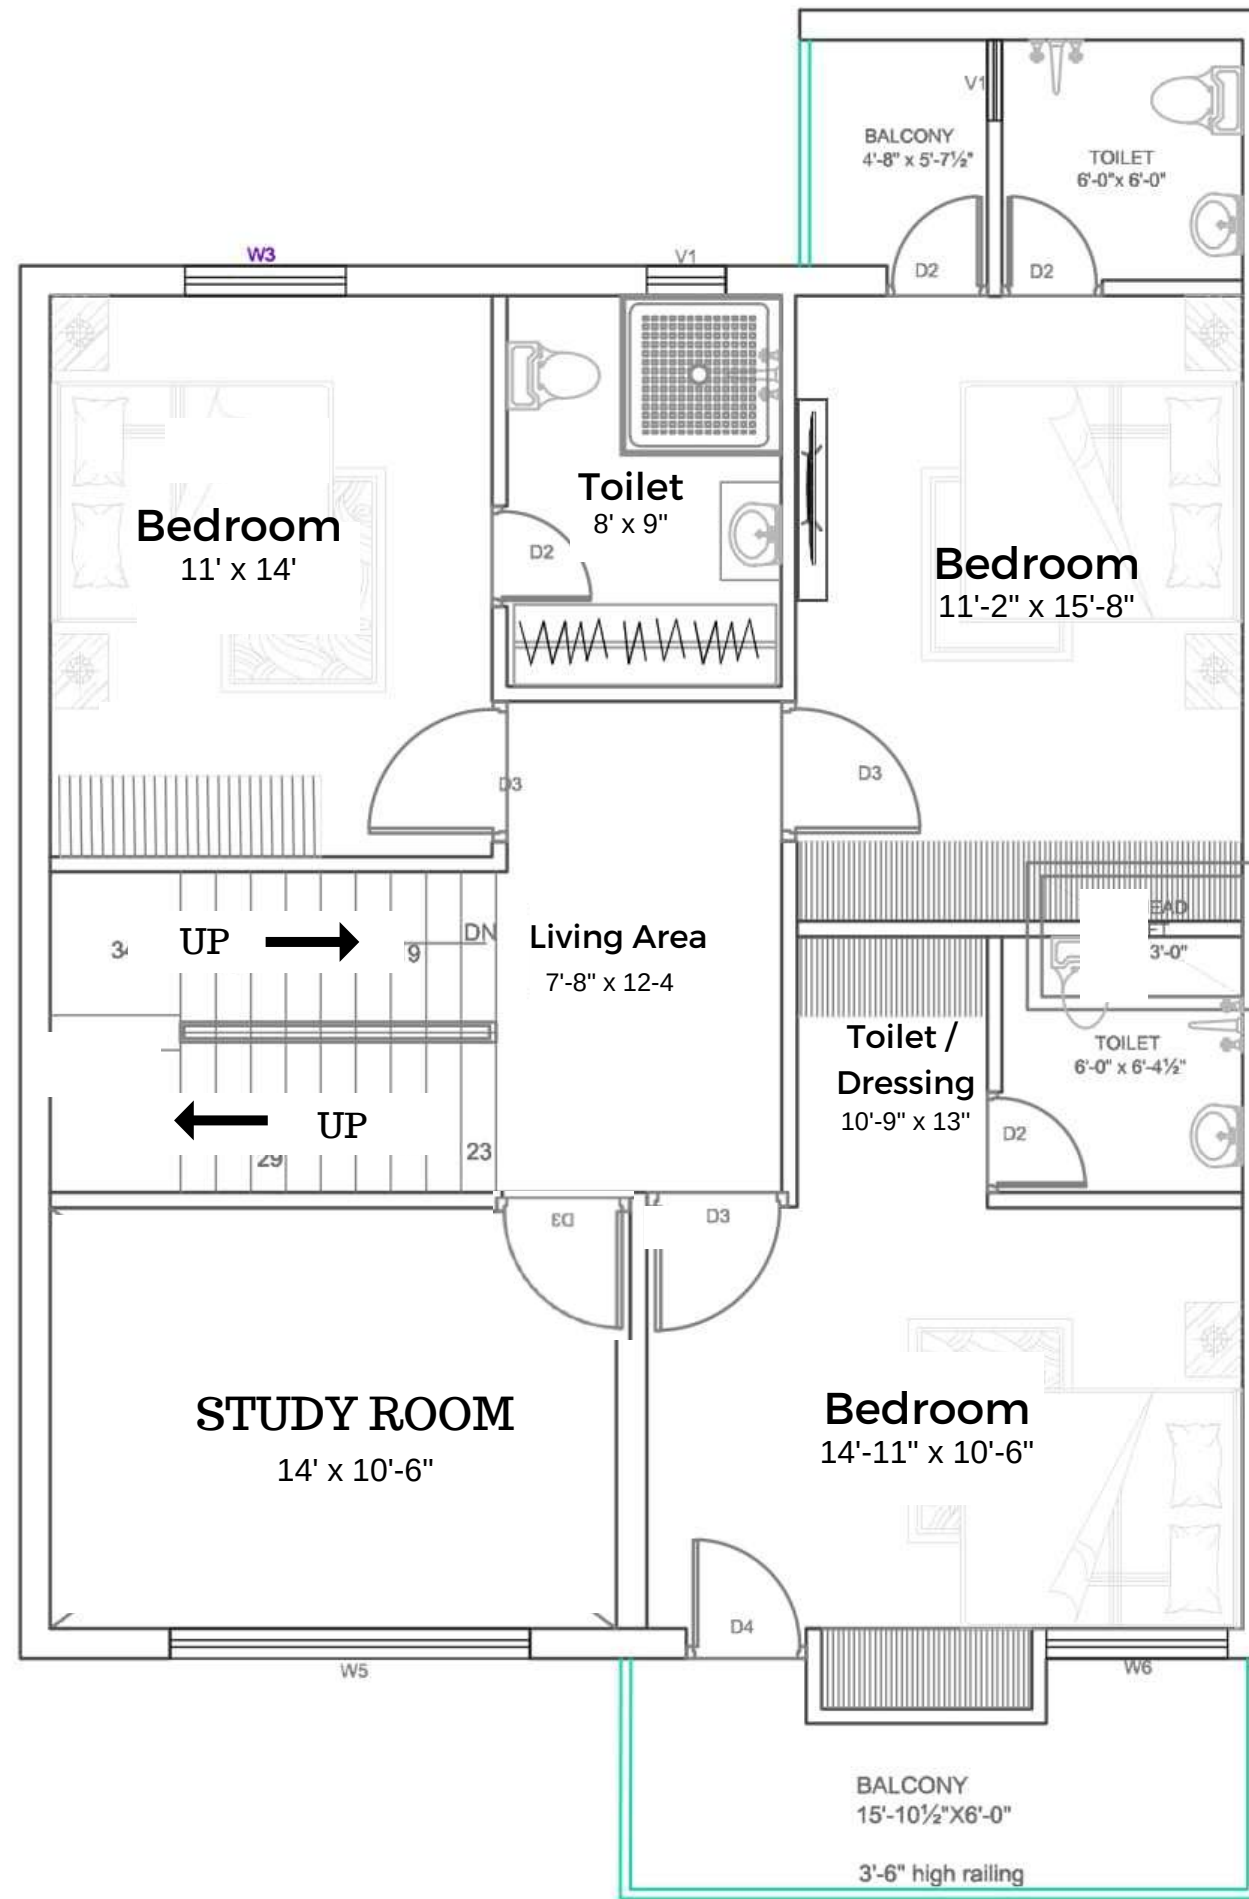 V1
BALCONY
4'-8" x 5'-7½"
TOILET
6'-0"x 6'-0"
D2
D2
W3
V1
Toilet
8' x 9"
D2
Bedroom
11' x 14'
Bedroom
11'-2" x 15'-8"
D3
D3
UP
9
DN
Living Area
7'-8" x 12-4
EAD
3'-0"
Toilet /
Dressing
10'-9" x 13"
TOILET
6'-0" x 6'-4½"
D2
UP
29
23
D3
D3
STUDY ROOM
14' x 10'-6"
Bedroom
14'-11" x 10'-6"
D4
W5
W6
BALCONY
15'-10½"X6'-0"
3'-6" high railing